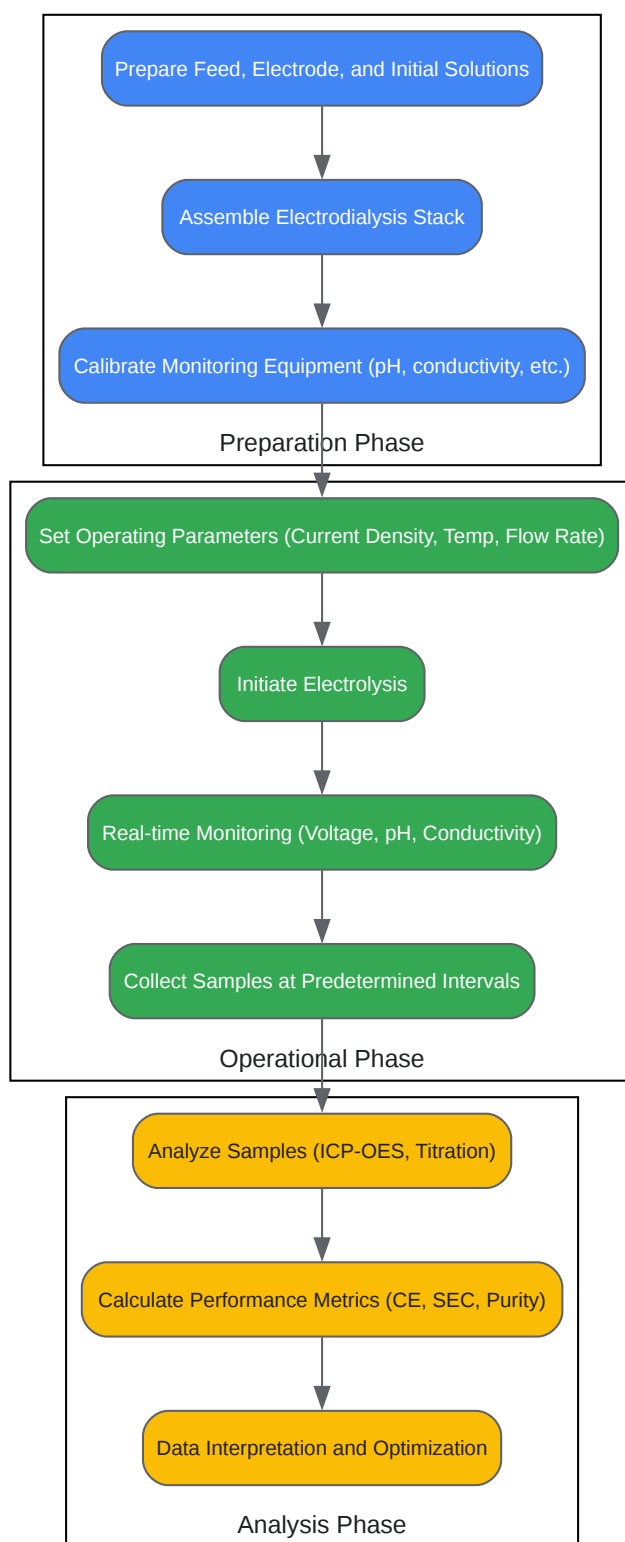 Prepare Feed, Electrode, and Initial Solutions
Assemble Electrodialysis Stack
Calibrate Monitoring Equipment (pH, conductivity, etc.)
Preparation Phase
Set Operating Parameters (Current Density, Temp, Flow Rate)
Initiate Electrolysis
Real-time Monitoring (Voltage, pH, Conductivity)
Collect Samples at Predetermined Intervals
Operational Phase
Analyze Samples (ICP-OES, Titration)
Calculate Performance Metrics (CE, SEC, Purity)
Data Interpretation and Optimization
Analysis Phase